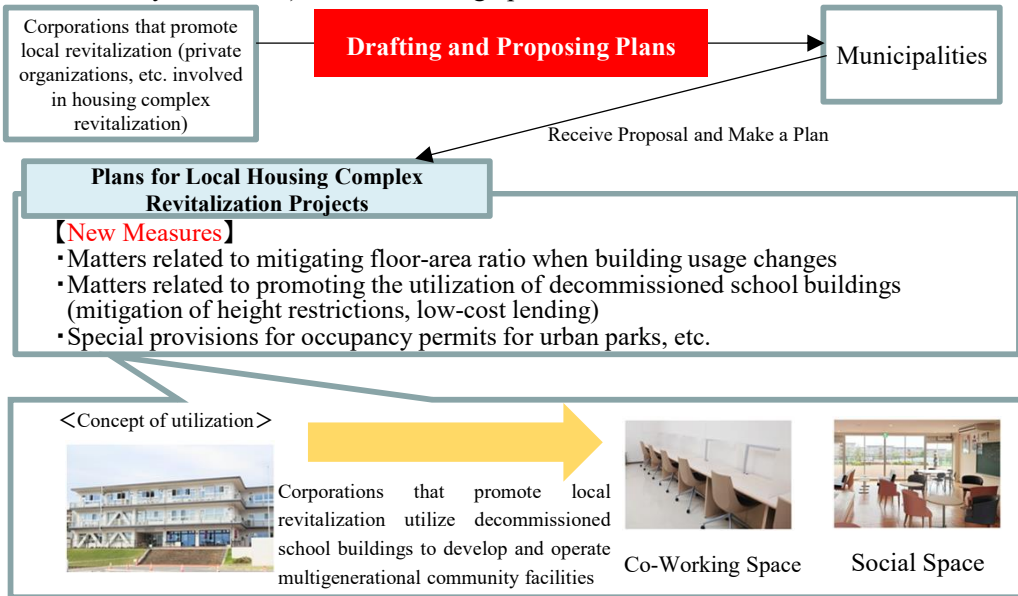 Corporations that promote
local revitalization (private
organizations, etc. involved
in housing complex
revitalization)
Drafting and Proposing Plans
Municipalities
Receive Proposal and Make a Plan
Plans for Local Housing Complex
Revitalization Projects
【New Measures】
・Matters related to mitigating floor-area ratio when building usage changes
・Matters related to promoting the utilization of decommissioned school buildings
(mitigation of height restrictions, low-cost lending)
・Special provisions for occupancy permits for urban parks, etc.
＜Concept of utilization＞
Corporations that promote local
revitalization utilize decommissioned
school buildings to develop and operate
multigenerational community facilities
Co-Working Space
Social Space